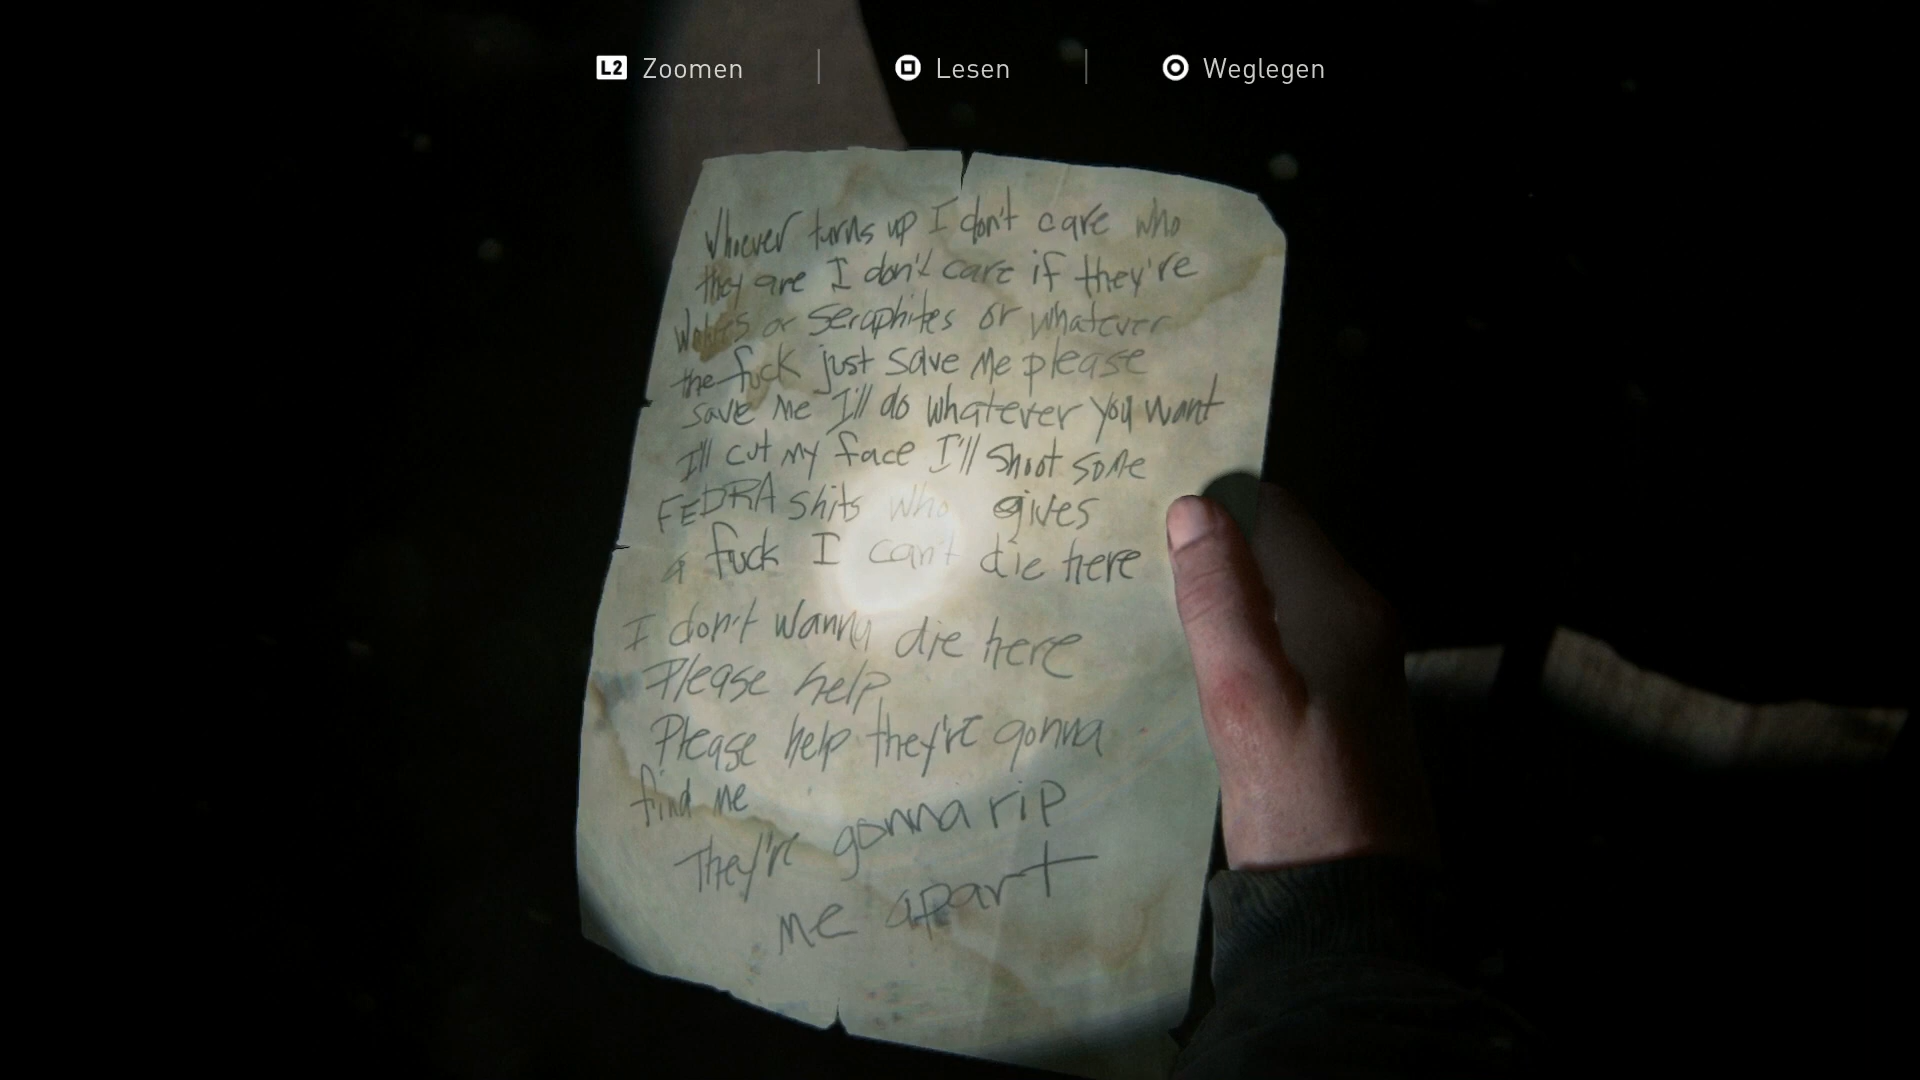 L2 Zoomen
Lesen
Weglegen
Whoever turns up I don't care who
they are I don't care if they're
Wolves or Seraphites or whatever
the fuck just save me please
save me I'll do whatever you want
I'll cut my face I'll shoot some
FEDRA shits who gives
a fuck I can't die here
I don't wanna die here
Please help
Please help they're gonna
find me
They're gonna rip
me apart